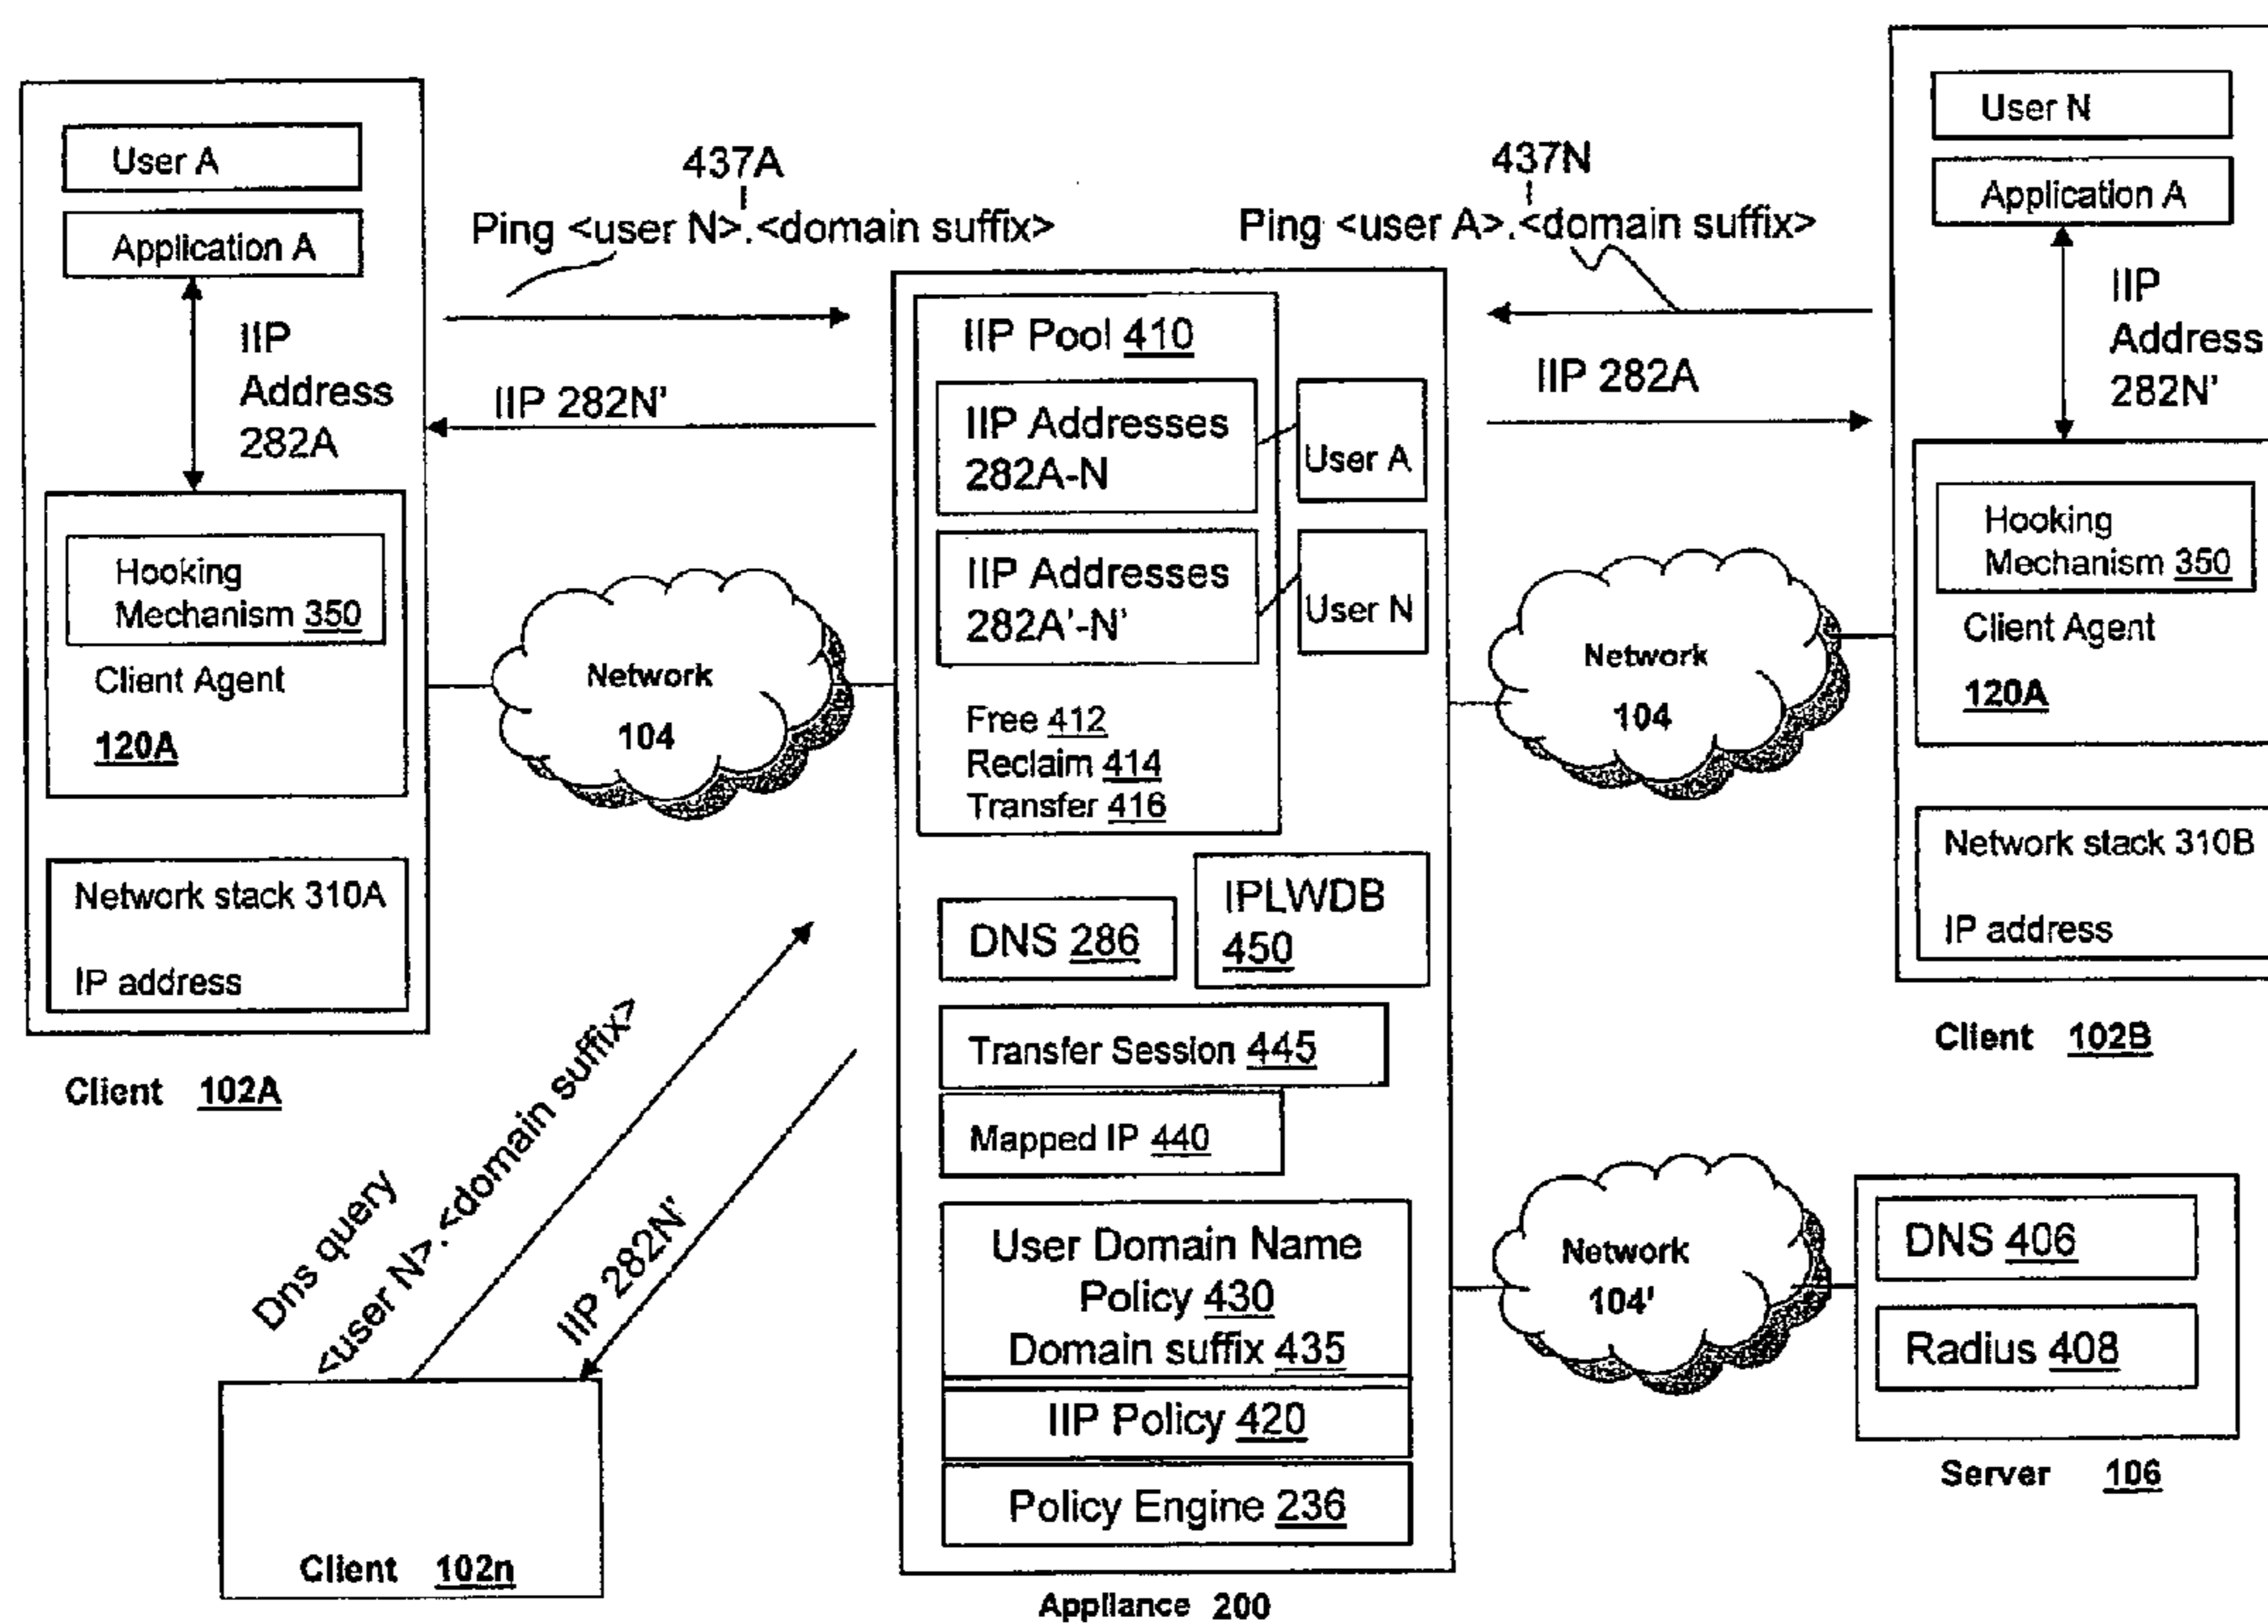 User A
Application A
IIP
Address
282A
Hooking
Mechanism 350
Client Agent
120A
Network stack 310A
IP address
Client 102A
437A
Ping <user N>.<domain suffix>
IIP 282N'
Network
104
437N
Ping <user A>.<domain suffix>
IIP 282A
IIP Pool 410
IIP Addresses
282A-N
User A
IIP Addresses
282A'-N'
User N
Free 412
Reclaim 414
Transfer 416
DNS 286
IPLWDB
450
Transfer Session 445
Mapped IP 440
User Domain Name
Policy 430
Domain suffix 435
IIP Policy 420
Policy Engine 236
Appliance 200
Network
104
User N
Application A
IIP
Address
282N'
Hooking
Mechanism 350
Client Agent
120A
Network stack 310B
IP address
Client 102B
Dns query
<user N>.<domain suffix>
IIP 282N'
Client 102n
Network
104'
DNS 406
Radius 408
Server 106